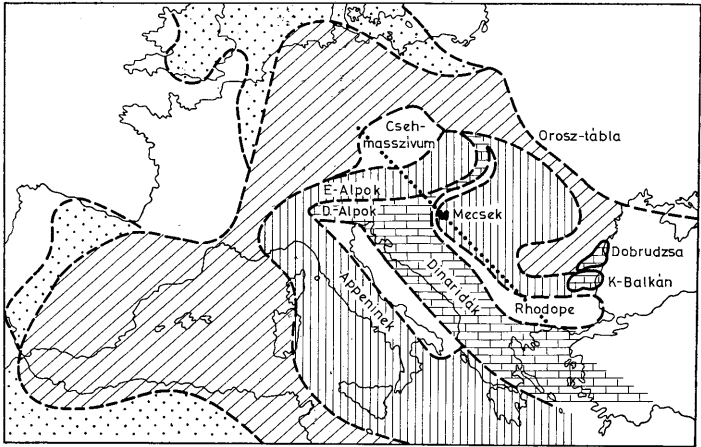 Cseh-
masszívum
Orosz-tábla
É-Alpok
D-Alpok
Mecsek
Dobrudzsa
K-Balkán
Dinaridák
Rhodope
Appeninek